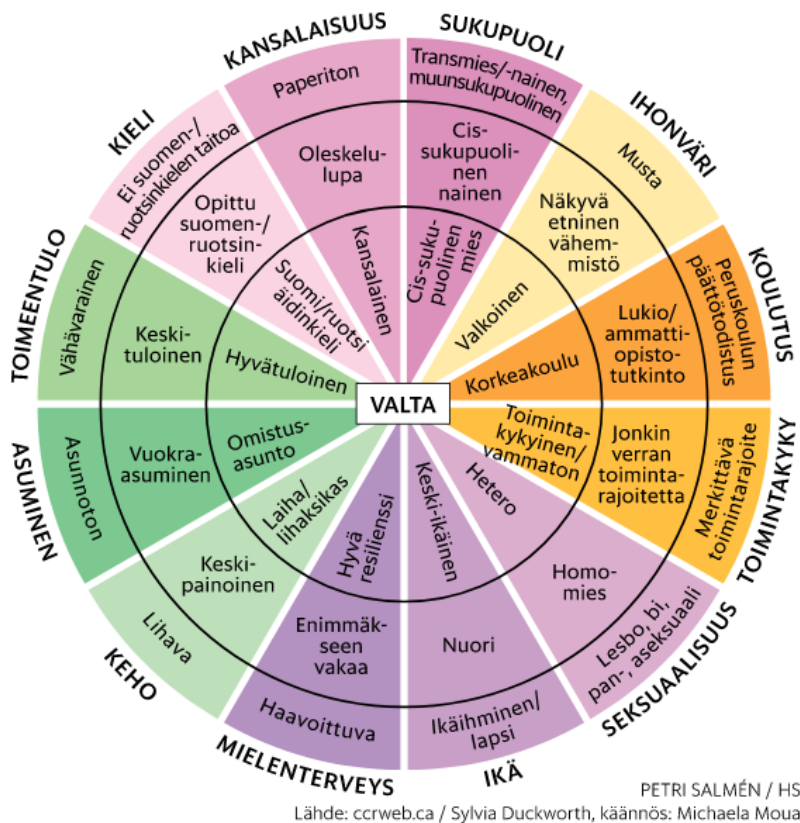 KANSALAISUUS
Paperiton
Oleskelu-
lupa
Kansalainen
SUKUPUOLI
Transmies/-nainen,
muunsukupuolinen
Cis-
sukupuoli-
nen
nainen
Cis-suku-
puolinen
mies
IHONVÄRI
Musta
Näkyvä
etninen
vähem-
mistö
Valkoinen
KOULUTUS
Peruskoulun
päättötodistus
Lukio/
ammatti-
opisto-
tutkinto
Korkeakoulu
TOIMINTAKYKY
Merkittävä
toimintarajoite
Jonkin
verran
toiminta-
rajoitetta
Toiminta-
kykyinen/
vammaton
SEKSUAALISUUS
Lesbo, bi,
pan-, aseksuaali
Homo-
mies
Hetero
IKÄ
Ikäihminen/
lapsi
Nuori
Keski-ikäinen
MIELENTERVEYS
Haavoittuva
Enimmäk-
seen
vakaa
Hyvä
resilienssi
KEHO
Lihava
Keski-
painoinen
Laiha/
lihaksikas
ASUMINEN
Asunnoton
Vuokra-
asuminen
Omistus-
asunto
TOIMEENTULO
Vähävarainen
Keski-
tuloinen
Hyvätuloinen
KIELI
Ei suomen-/
ruotsinkielen taitoa
Opittu
suomen-/
ruotsin-
kieli
Suomi/ruotsi
äidinkieli
VALTA
PETRI SALMÉN / HS
Lähde: ccrweb.ca / Sylvia Duckworth, käännös: Michaela Moua